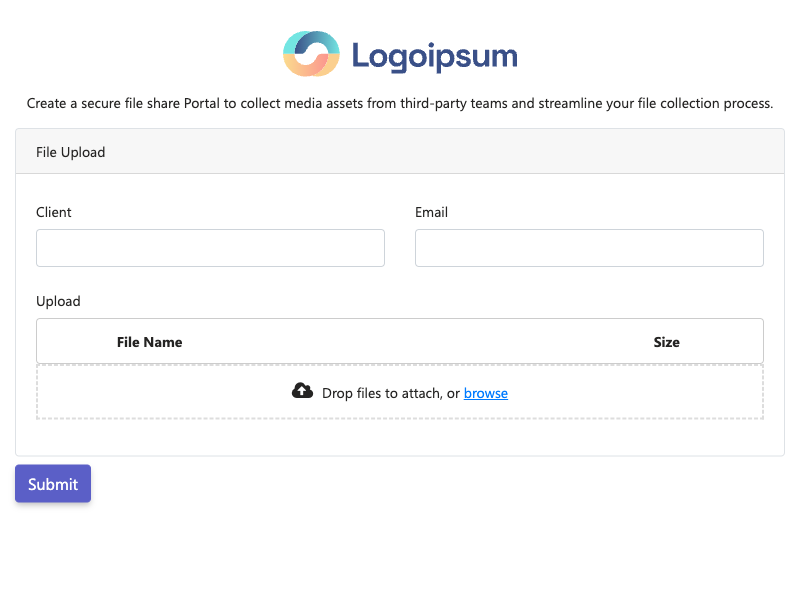 Logoipsum
Create a secure file share Portal to collect media assets from third-party teams and streamline your file collection process.
File Upload
Client Email
Upload
File Name Size
Drop files to attach, or browse
Submit